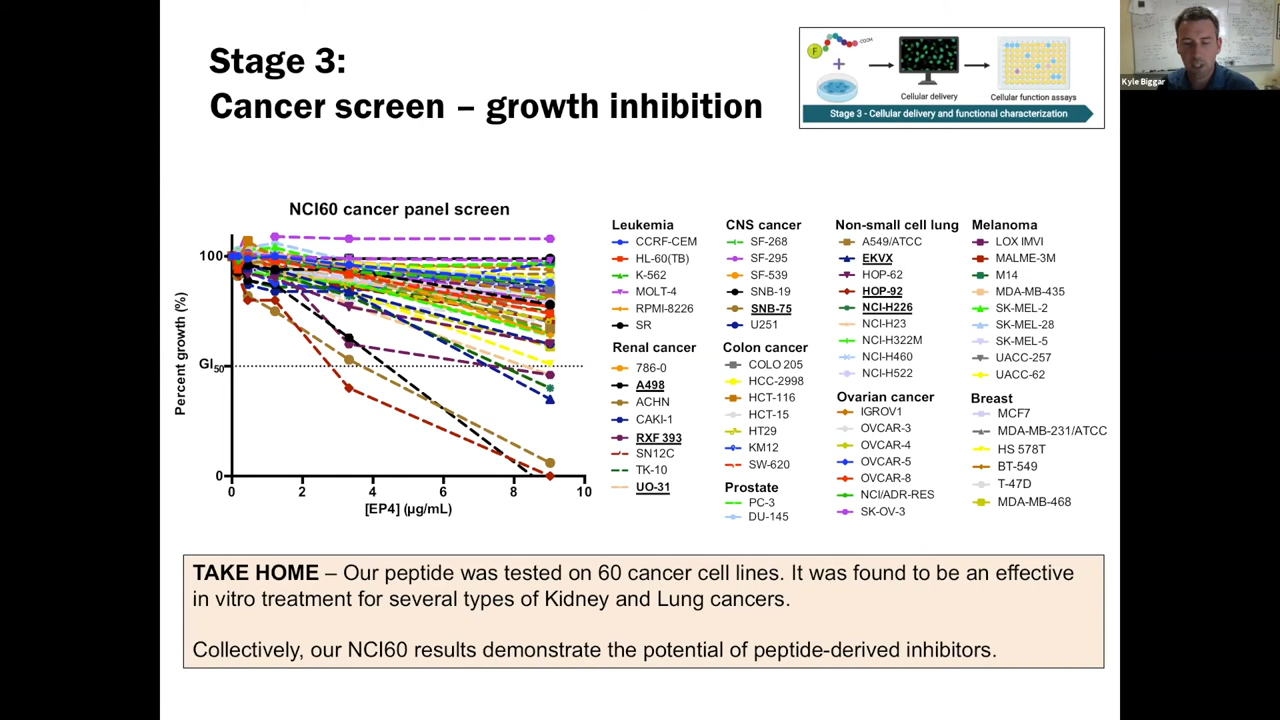 Stage 3:
Cancer screen – growth inhibition
F
-COOH
+
Cellular delivery
Cellular function assays
Stage 3 - Cellular delivery and functional characterization
Kyle Biggar
NCI60 cancer panel screen
Percent growth (%)
100
GI50
0
0 2 4 6 8 10
[EP4] (µg/mL)
Leukemia
CCRF-CEM
HL-60(TB)
K-562
MOLT-4
RPMI-8226
SR
Renal cancer
786-0
A498
ACHN
CAKI-1
RXF 393
SN12C
TK-10
UO-31
CNS cancer
SF-268
SF-295
SF-539
SNB-19
SNB-75
U251
Colon cancer
COLO 205
HCC-2998
HCT-116
HCT-15
HT29
KM12
SW-620
Prostate
PC-3
DU-145
Non-small cell lung
A549/ATCC
EKVX
HOP-62
HOP-92
NCI-H226
NCI-H23
NCI-H322M
NCI-H460
NCI-H522
Ovarian cancer
IGROV1
OVCAR-3
OVCAR-4
OVCAR-5
OVCAR-8
NCI/ADR-RES
SK-OV-3
Melanoma
LOX IMVI
MALME-3M
M14
MDA-MB-435
SK-MEL-2
SK-MEL-28
SK-MEL-5
UACC-257
UACC-62
Breast
MCF7
MDA-MB-231/ATCC
HS 578T
BT-549
T-47D
MDA-MB-468
TAKE HOME – Our peptide was tested on 60 cancer cell lines. It was found to be an effective
in vitro treatment for several types of Kidney and Lung cancers.
Collectively, our NCI60 results demonstrate the potential of peptide-derived inhibitors.